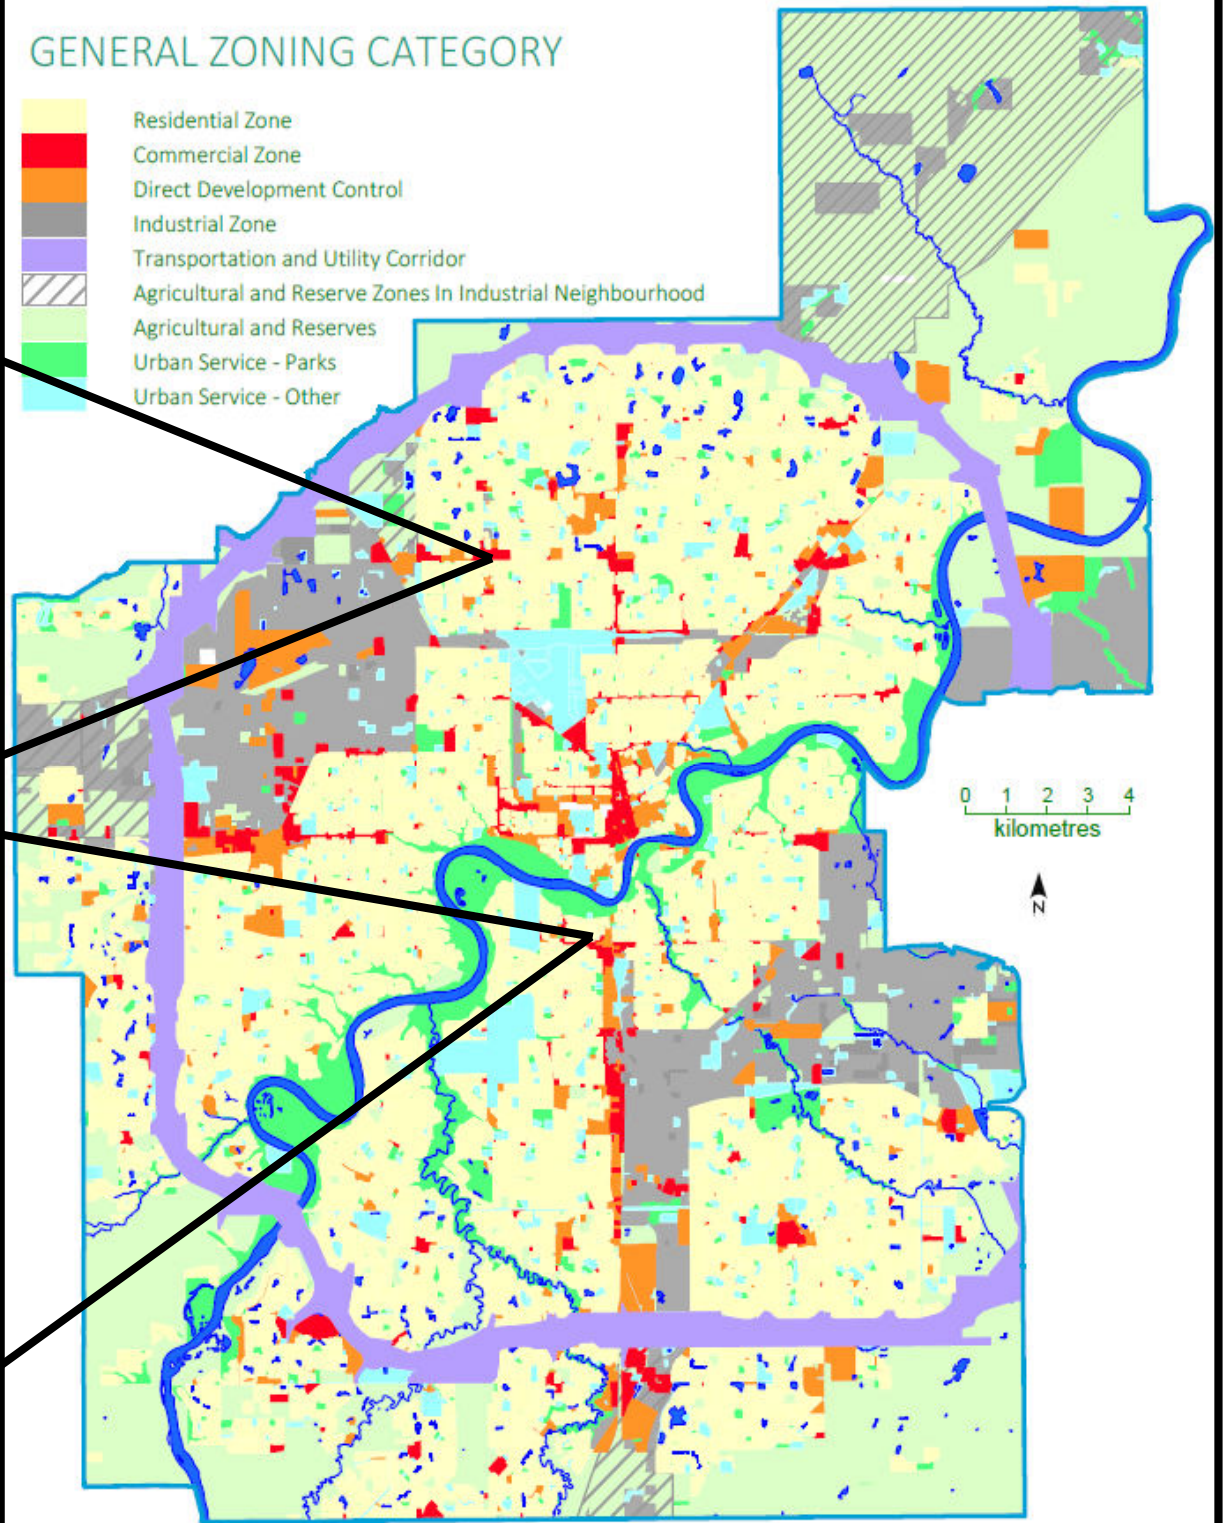 GENERAL ZONING CATEGORY
Residential Zone
Commercial Zone
Direct Development Control
Industrial Zone
Transportation and Utility Corridor
Agricultural and Reserve Zones In Industrial Neighbourhood
Agricultural and Reserves
Urban Service - Parks
Urban Service - Other
0 1 2 3 4
kilometres
N